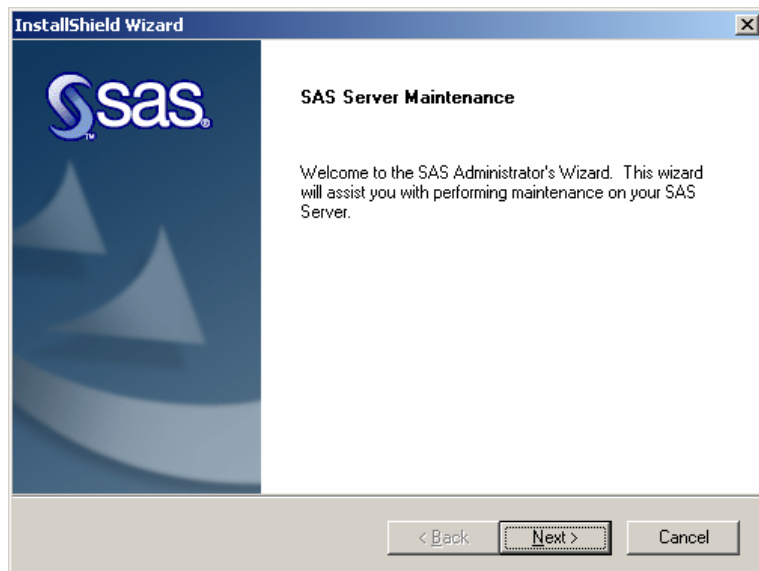 InstallShield Wizard
sas.
TM
®
SAS Server Maintenance
Welcome to the SAS Administrator's Wizard. This wizard
will assist you with performing maintenance on your SAS
Server.
< Back
Next >
Cancel